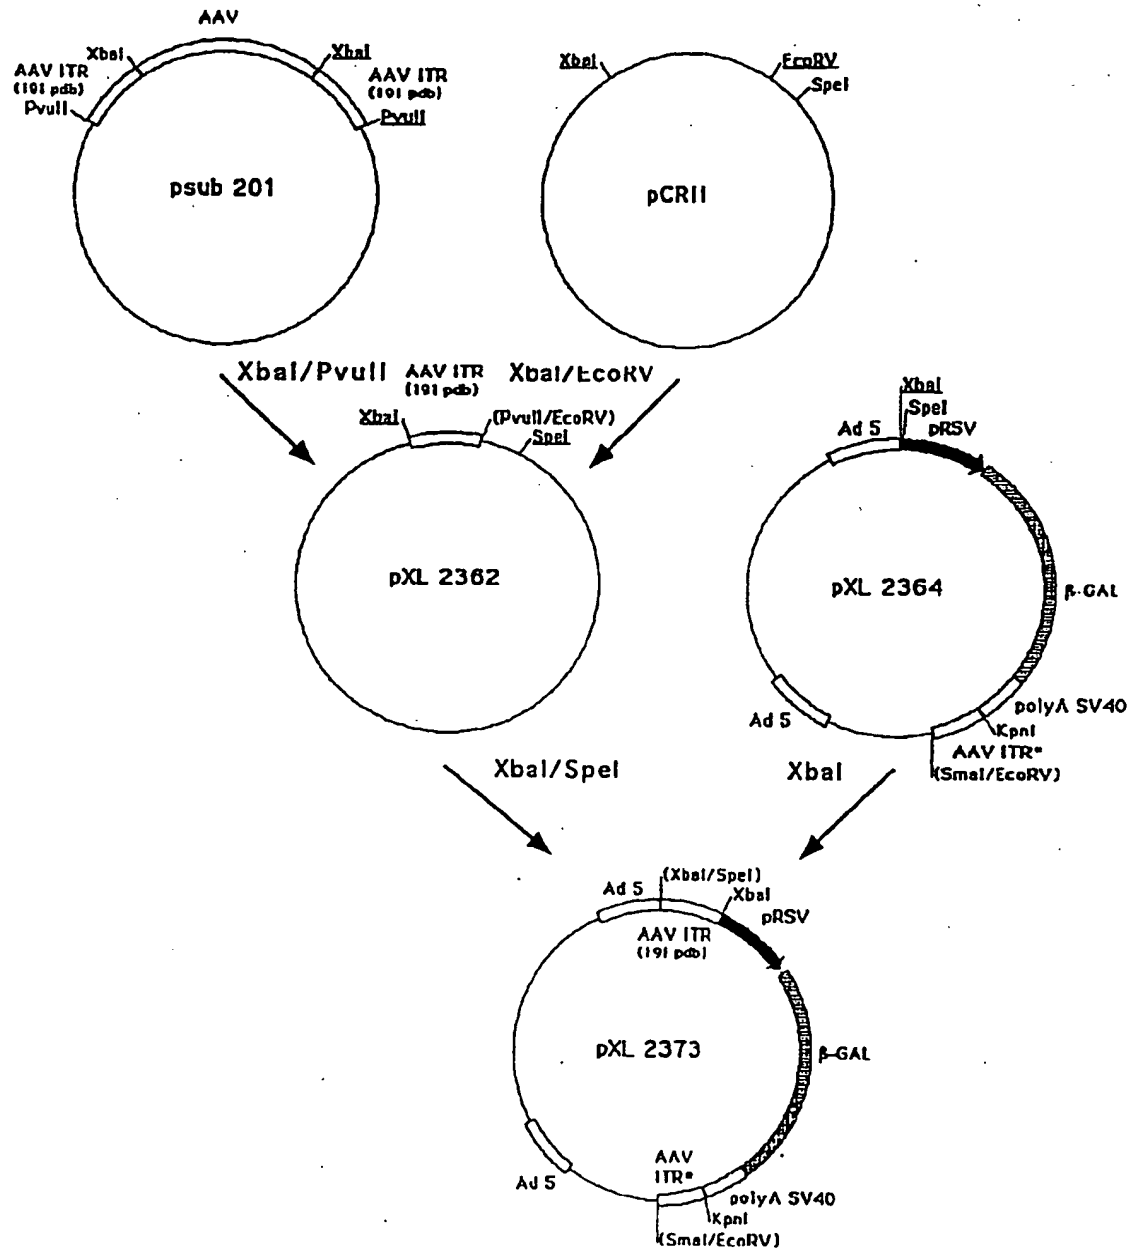 AAV
XbaI
XbaI
AAV ITR
(191 pdb)
AAV ITR
(191 pdb)
PvuII
PvuII
psub 201
XbaI
EcoRV
SpeI
pCRII
XbaI/PvuII
AAV ITR
(191 pdb)
XbaI/EcoRV
XbaI
(PvuII/EcoRV)
SpeI
pXL 2362
XbaI
SpeI
Ad 5
pRSV
pXL 2364
β-GAL
polyA SV40
KpnI
Ad 5
AAV ITR*
(SmaI/EcoRV)
XbaI/SpeI
XbaI
(XbaI/SpeI)
Ad 5
XbaI
pRSV
AAV ITR
(191 pdb)
pXL 2373
β-GAL
AAV
ITR*
Ad 5
polyA SV40
KpnI
(SmaI/EcoRV)